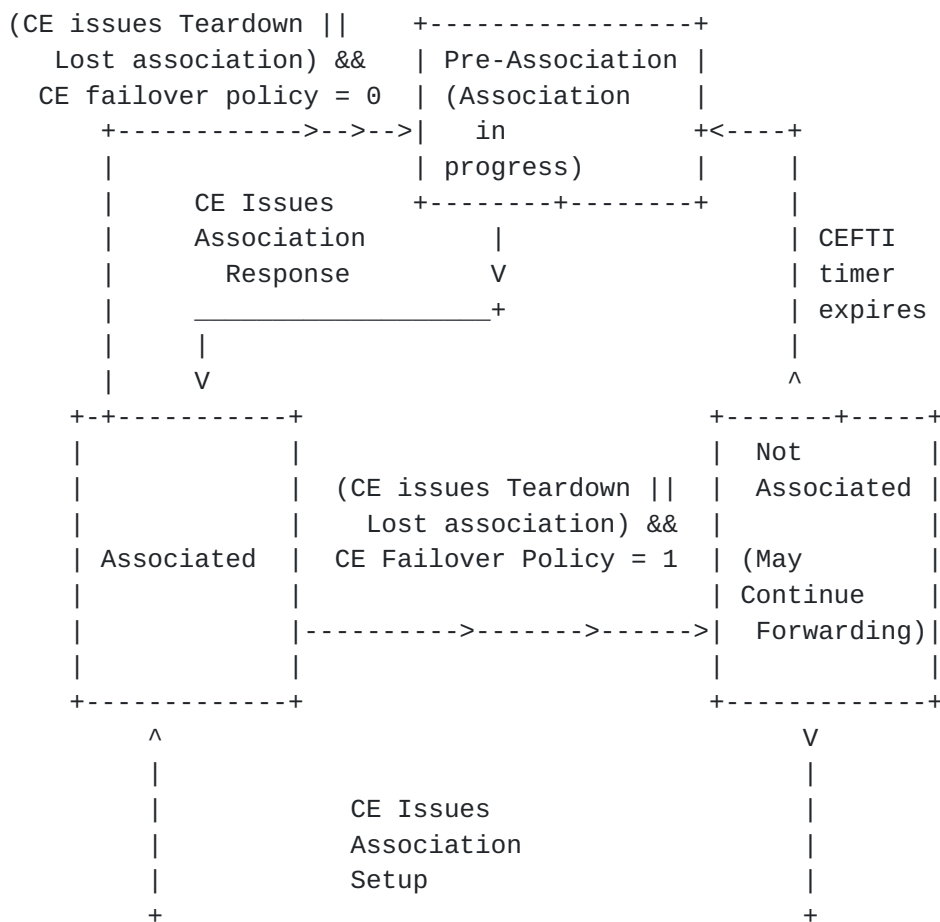 (CE issues Teardown ||    +-----------------+
   Lost association) &&   | Pre-Association |
  CE failover policy = 0  | (Association    |
      +------------>-->-->|   in            +<----+
      |                   | progress)       |     |
      |     CE Issues     +--------+--------+     |
      |     Association        |                  | CEFTI
      |       Response         V                  | timer
      |     ___________________+                  | expires
      |     |                                     |
      |     V                                     ^
    +-+-----------+                          +-------+-----+
    |             |                          |  Not        |
    |             |  (CE issues Teardown ||  |  Associated |
    |             |    Lost association) &&  |             |
    | Associated  |  CE Failover Policy = 1  | (May        |
    |             |                          | Continue    |
    |             |---------->------->------>|  Forwarding)|
    |             |                          |             |
    +-------------+                          +-------------+
         ^                                         V
         |                                         |
         |            CE Issues                    |
         |            Association                  |
         |            Setup                        |
         +                                         +